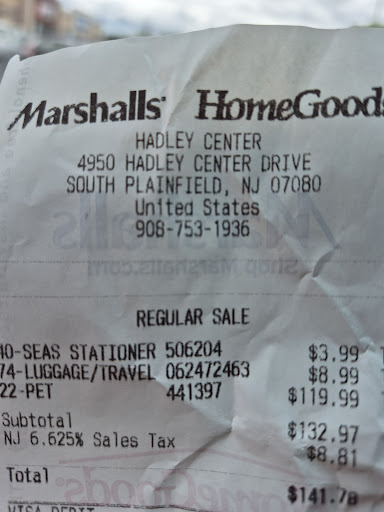 Marshalls HomeGoods
HADLEY CENTER
4950 HADLEY CENTER DRIVE
SOUTH PLAINFIELD, NJ 07080
United States
908-753-1936
REGULAR SALE
10-SEAS STATIONER 506204 $3.99
74-LUGGAGE/TRAVEL 062472463 $8.99
22-PET 441397 $119.99
Subtotal $132.97
NJ 6.625% Sales Tax $8.81
Total $141.78
VISA DEBIT